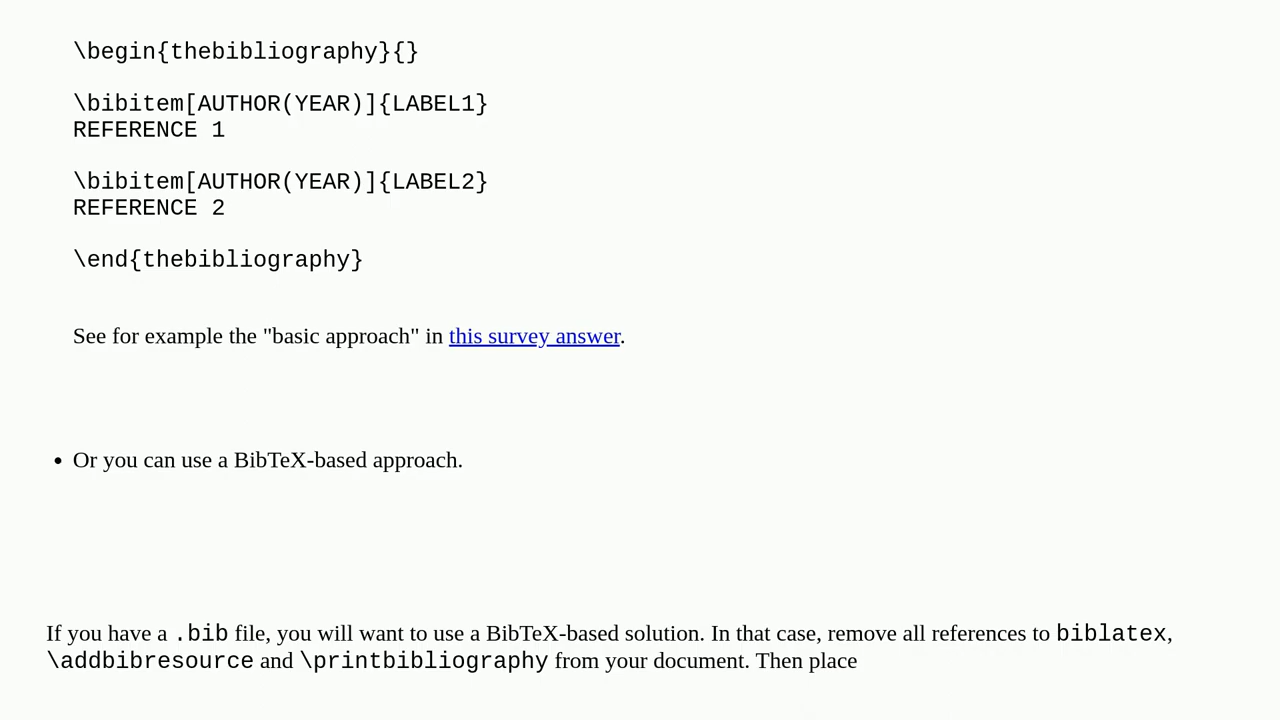 \begin{thebibliography}{}
\bibitem[AUTHOR(YEAR)]{LABEL1}
REFERENCE 1
\bibitem[AUTHOR(YEAR)]{LABEL2}
REFERENCE 2
\end{thebibliography}
See for example the "basic approach" in this survey answer.
• Or you can use a BibTeX-based approach.
If you have a .bib file, you will want to use a BibTeX-based solution. In that case, remove all references to biblatex,
\addbibresource and \printbibliography from your document. Then place